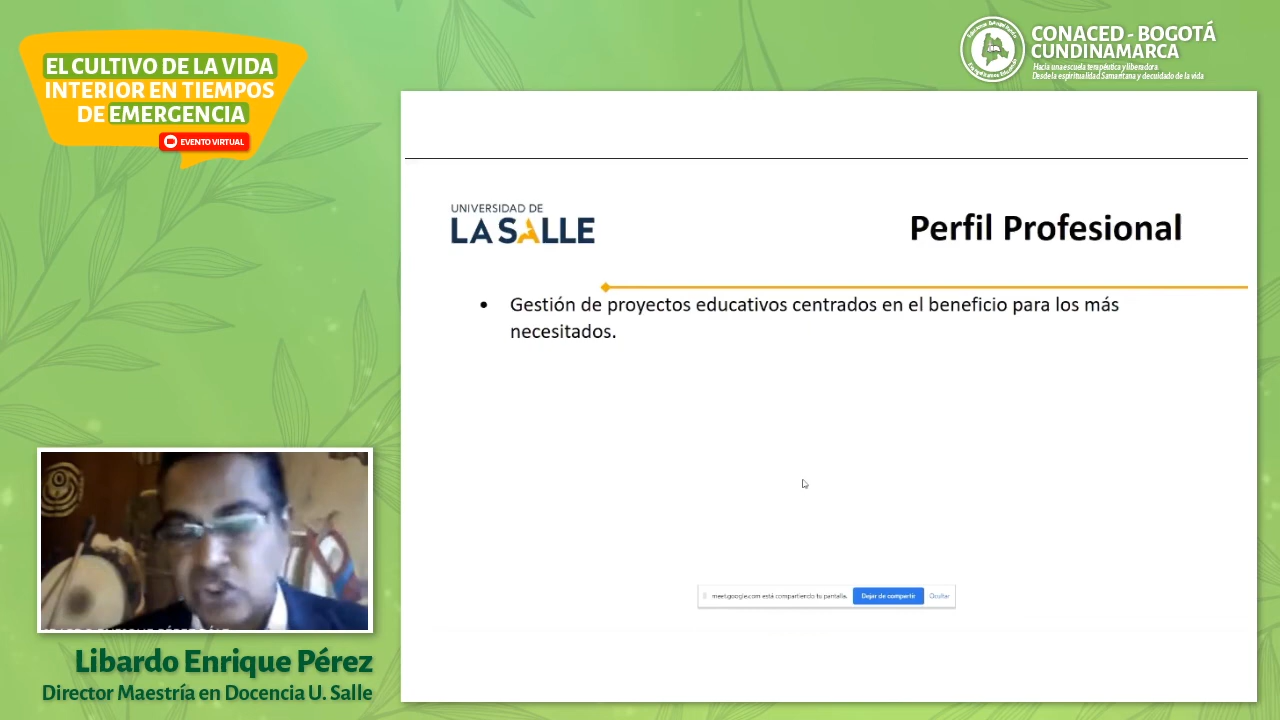 EL CULTIVO DE LA VIDA
INTERIOR EN TIEMPOS
DE EMERGENCIA
EVENTO VIRTUAL
CONACED - BOGOTÁ
CUNDINAMARCA
Hacia una escuela terapéutica y liberadora
Desde la espiritualidad Samaritana y de cuidado de la vida
UNIVERSIDAD DE
LA SALLE
Perfil Profesional
• Gestión de proyectos educativos centrados en el beneficio para los más
necesitados.
meet.google.com está compartiendo tu pantalla.
Dejar de compartir
Ocultar
Libardo Enrique Pérez
Director Maestría en Docencia U. Salle